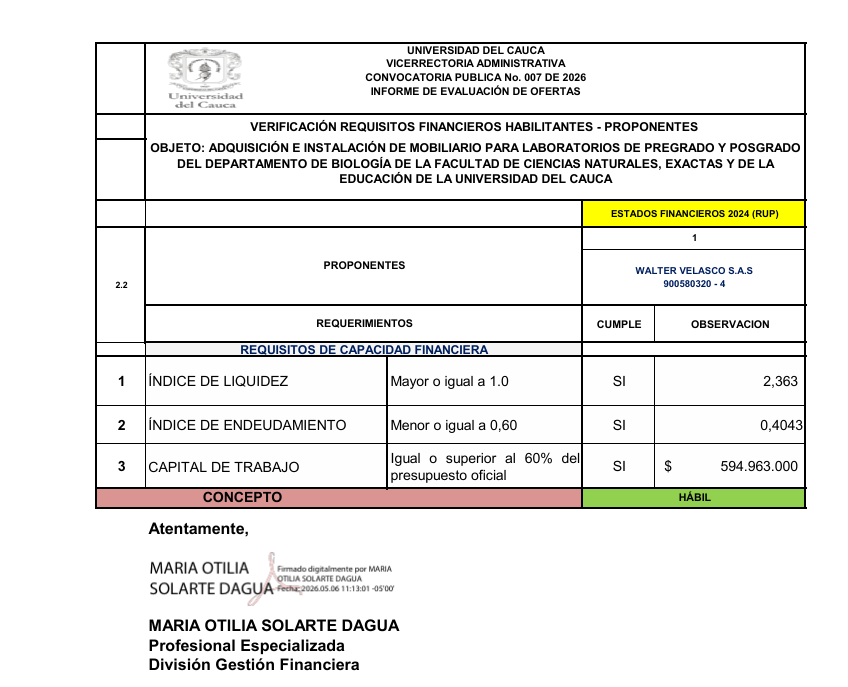 Universidad
del Cauca
UNIVERSIDAD DEL CAUCA
VICERRECTORIA ADMINISTRATIVA
CONVOCATORIA PUBLICA No. 007 DE 2026
INFORME DE EVALUACIÓN DE OFERTAS
VERIFICACIÓN REQUISITOS FINANCIEROS HABILITANTES - PROPONENTES
OBJETO: ADQUISICIÓN E INSTALACIÓN DE MOBILIARIO PARA LABORATORIOS DE PREGRADO Y POSGRADO
DEL DEPARTAMENTO DE BIOLOGÍA DE LA FACULTAD DE CIENCIAS NATURALES, EXACTAS Y DE LA
EDUCACIÓN DE LA UNIVERSIDAD DEL CAUCA
ESTADOS FINANCIEROS 2024 (RUP)
2.2
PROPONENTES
1
WALTER VELASCO S.A.S
900580320 - 4
REQUERIMIENTOS
CUMPLE
OBSERVACION
REQUISITOS DE CAPACIDAD FINANCIERA
1 ÍNDICE DE LIQUIDEZ Mayor o igual a 1.0 SI 2,363
2 ÍNDICE DE ENDEUDAMIENTO Menor o igual a 0,60 SI 0,4043
3 CAPITAL DE TRABAJO Igual o superior al 60% del
presupuesto oficial SI $ 594.963.000
CONCEPTO HÁBIL
Atentamente,
MARIA OTILIA
SOLARTE DAGUA
Firmado digitalmente por MARIA
OTILIA SOLARTE DAGUA
Fecha: 2026.05.06 11:13:01 -05'00'
MARIA OTILIA SOLARTE DAGUA
Profesional Especializada
División Gestión Financiera